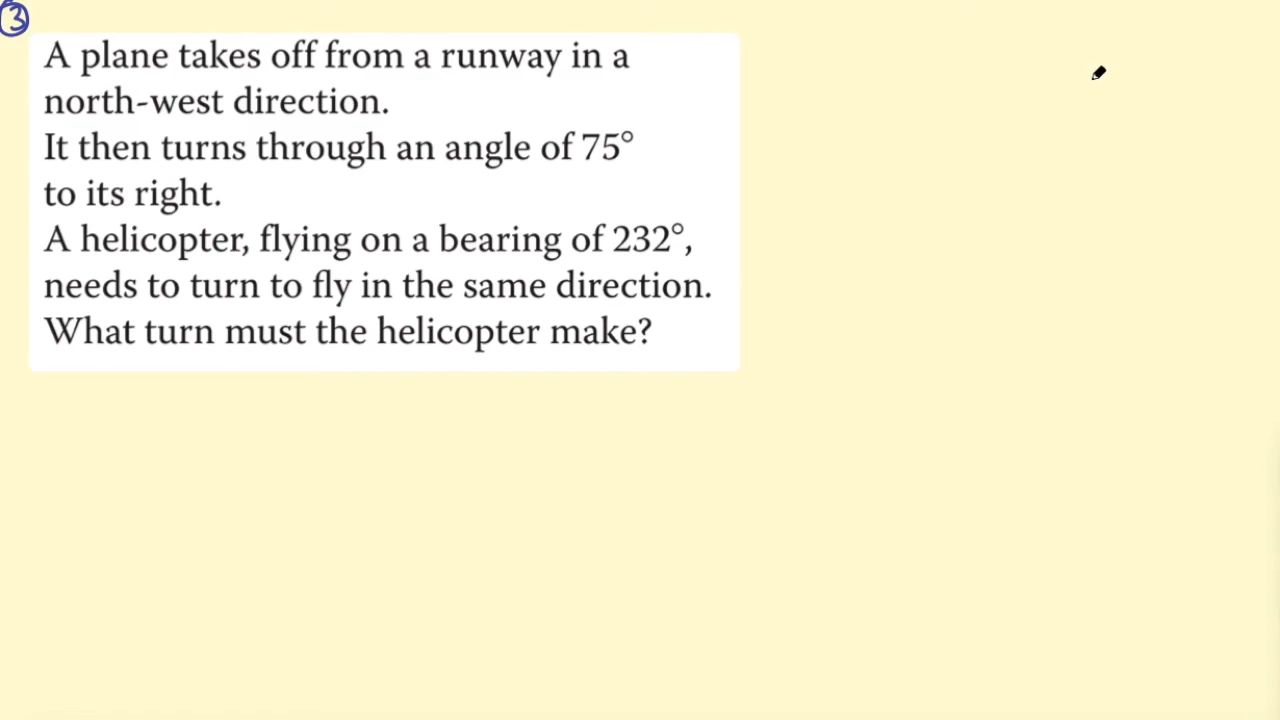 ③
A plane takes off from a runway in a
north-west direction.
It then turns through an angle of 75°
to its right.
A helicopter, flying on a bearing of 232°,
needs to turn to fly in the same direction.
What turn must the helicopter make?